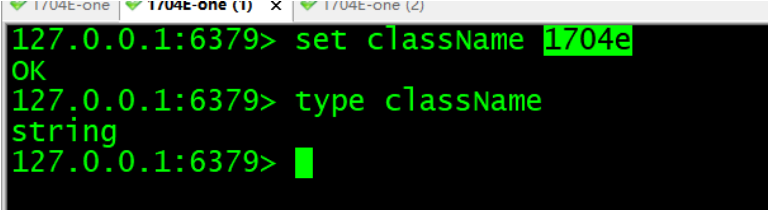 1704E-one 1704E-one (1) × 1704E-one (2)
127.0.0.1:6379> set className 1704e
OK
127.0.0.1:6379> type className
string
127.0.0.1:6379>